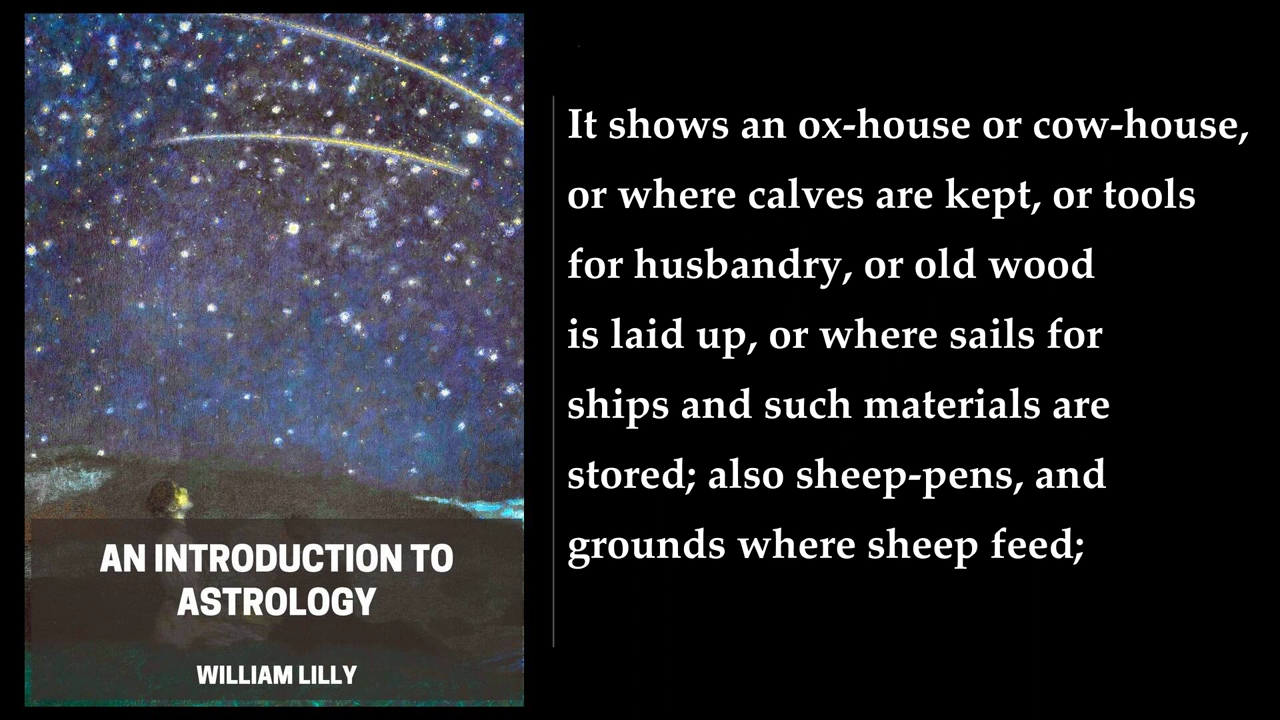 AN INTRODUCTION TO
ASTROLOGY
WILLIAM LILLY
It shows an ox-house or cow-house,
or where calves are kept, or tools
for husbandry, or old wood
is laid up, or where sails for
ships and such materials are
stored; also sheep-pens, and
grounds where sheep feed;